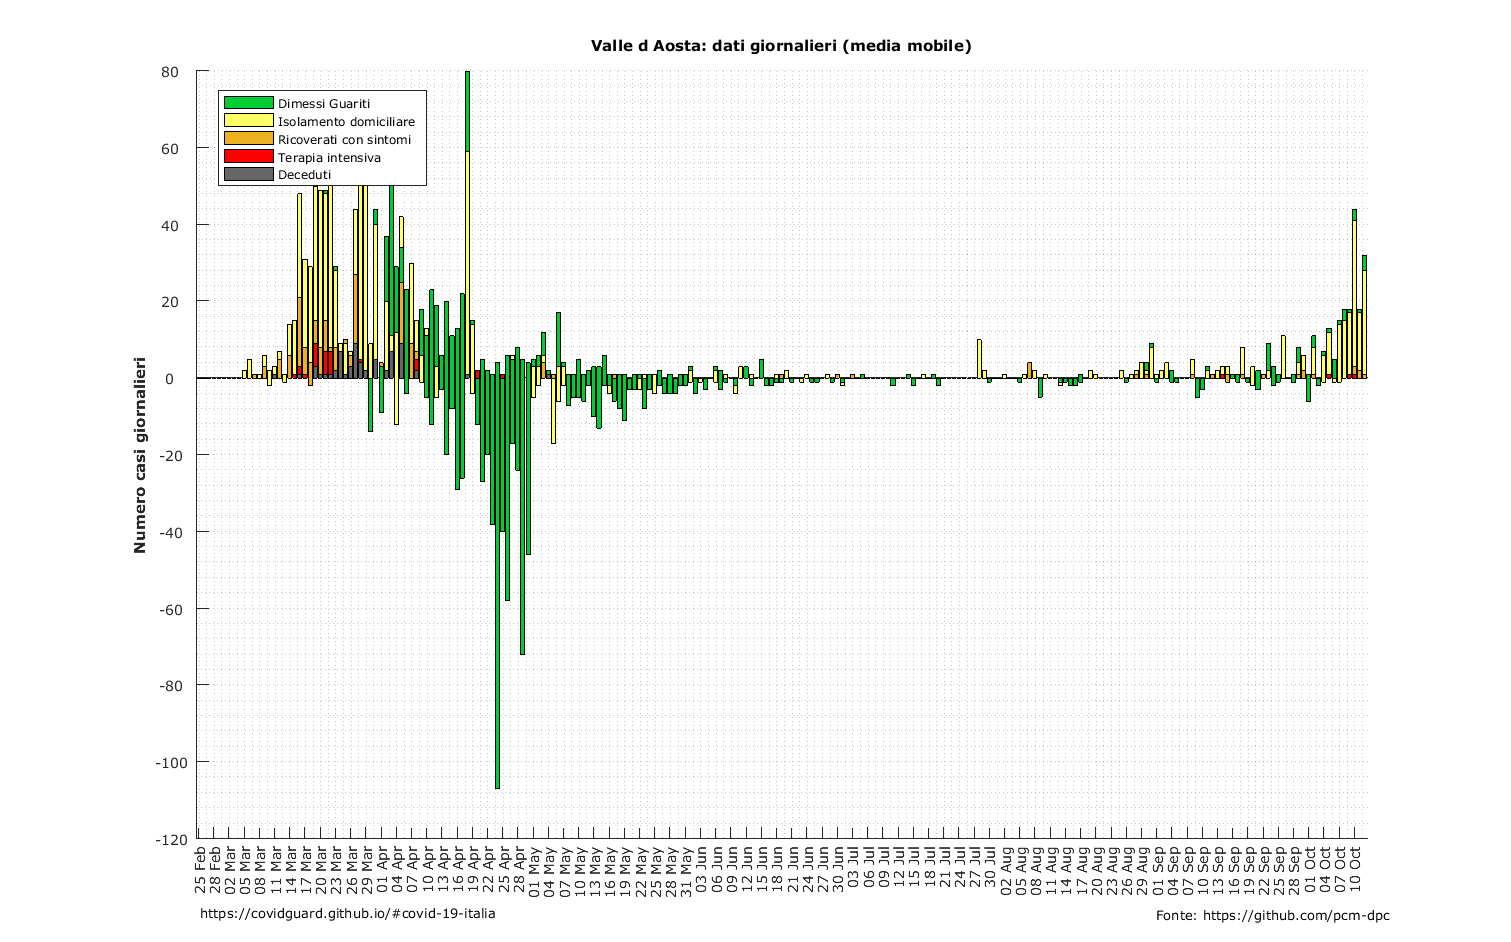 Valle d Aosta: dati giornalieri (media mobile)
Numero casi giornalieri
80
60
40
20
0
-20
-40
-60
-80
-100
-120
Dimessi Guariti
Isolamento domiciliare
Ricoverati con sintomi
Terapia intensiva
Deceduti
25 Feb
28 Feb
02 Mar
05 Mar
08 Mar
11 Mar
14 Mar
17 Mar
20 Mar
23 Mar
26 Mar
29 Mar
01 Apr
04 Apr
07 Apr
10 Apr
13 Apr
16 Apr
19 Apr
22 Apr
25 Apr
28 Apr
01 May
04 May
07 May
10 May
13 May
16 May
19 May
22 May
25 May
28 May
31 May
03 Jun
06 Jun
09 Jun
12 Jun
15 Jun
18 Jun
21 Jun
24 Jun
27 Jun
30 Jun
03 Jul
06 Jul
09 Jul
12 Jul
15 Jul
18 Jul
21 Jul
24 Jul
27 Jul
30 Jul
02 Aug
05 Aug
08 Aug
11 Aug
14 Aug
17 Aug
20 Aug
23 Aug
26 Aug
29 Aug
01 Sep
04 Sep
07 Sep
10 Sep
13 Sep
16 Sep
19 Sep
22 Sep
25 Sep
28 Sep
01 Oct
04 Oct
07 Oct
10 Oct
https://covidguard.github.io/#covid-19-italia
Fonte: https://github.com/pcm-dpc